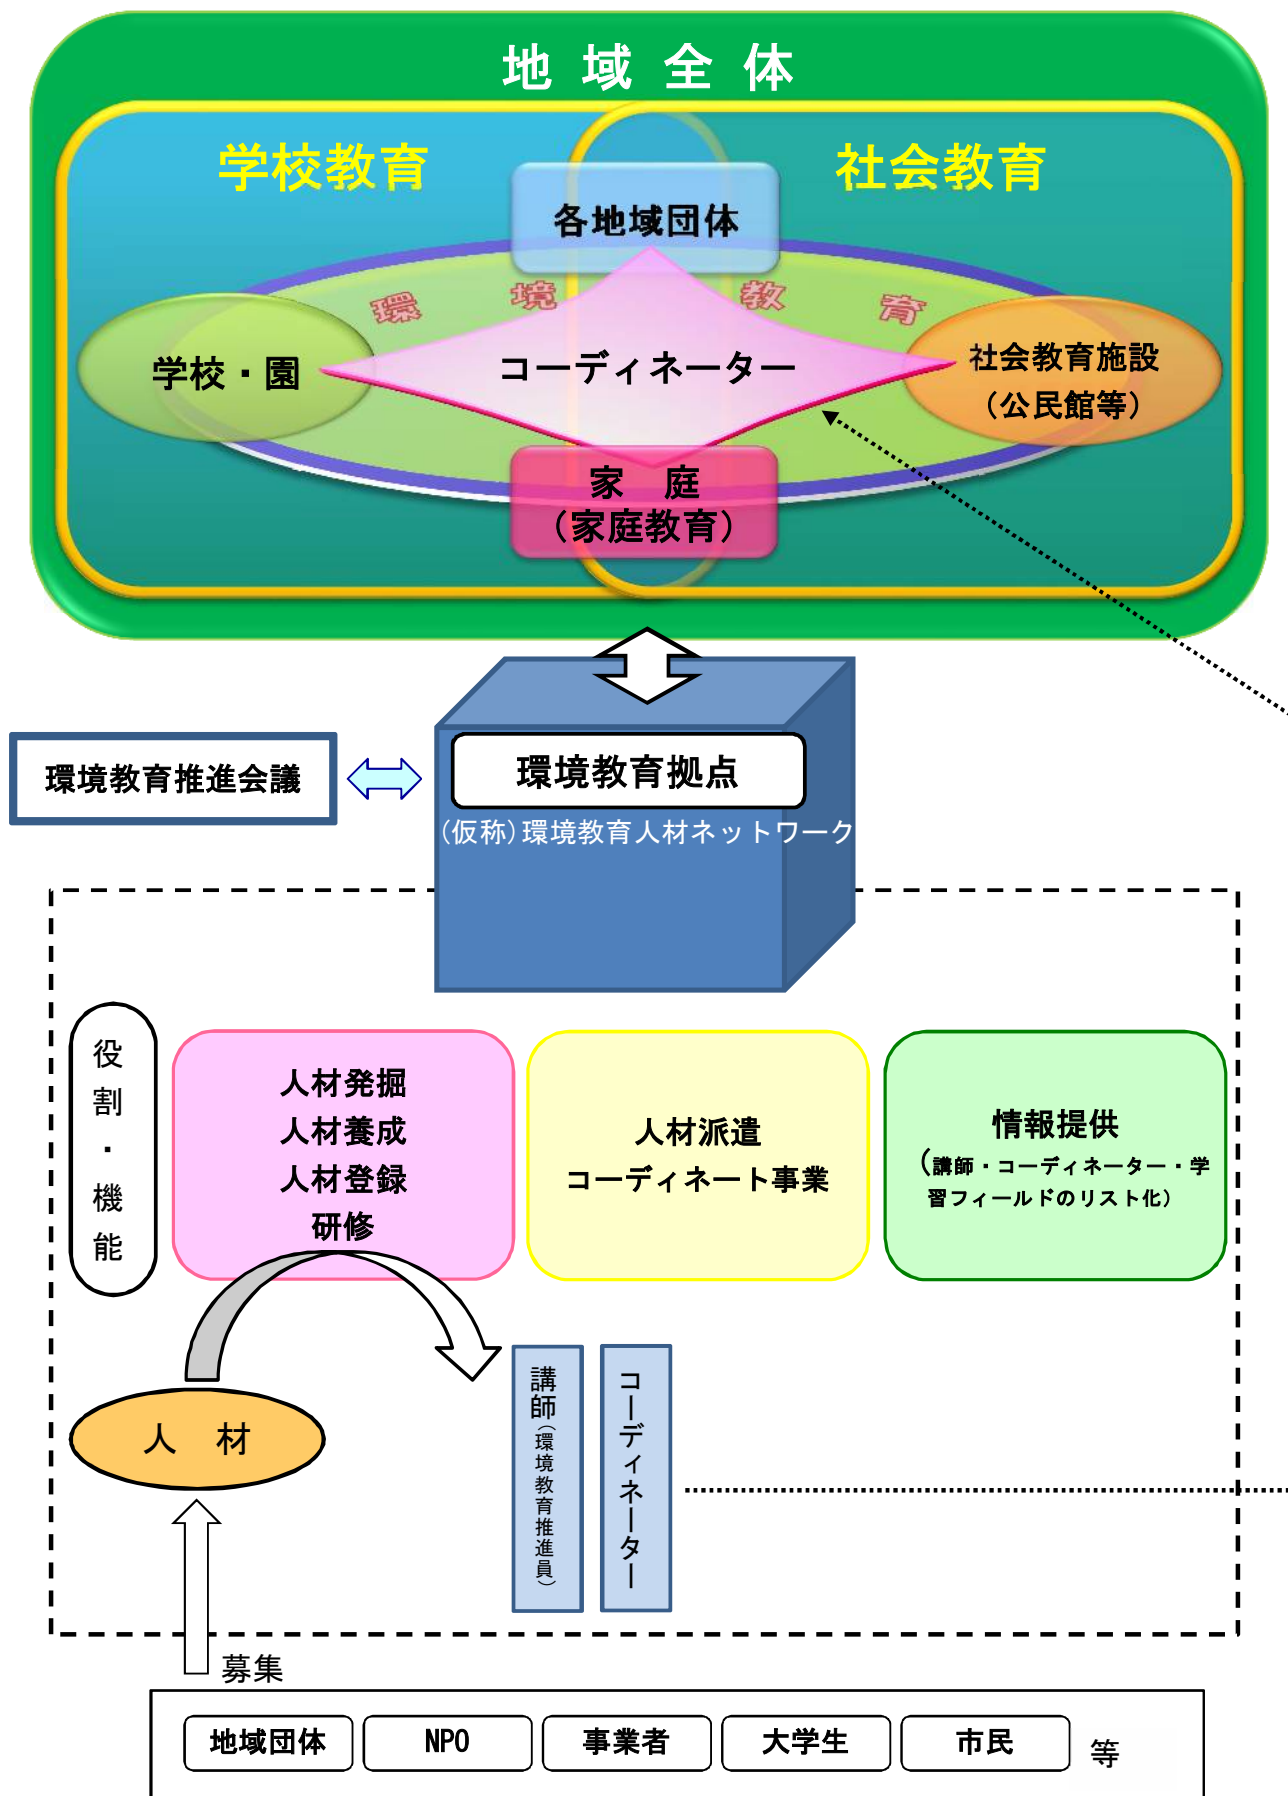 地域全体
学校教育
社会教育
各地域団体
環境教育
学校・園
コーディネーター
社会教育施設
（公民館等）
家　庭
（家庭教育）
環境教育推進会議
環境教育拠点
(仮称)環境教育人材ネットワーク
役割・機能
人材発掘
人材養成
人材登録
研修
人材派遣
コーディネート事業
情報提供
（講師・コーディネーター・学
習フィールドのリスト化）
講師（環境教育推進員）
コーディネーター
人　材
募集
地域団体
NPO
事業者
大学生
市民
等